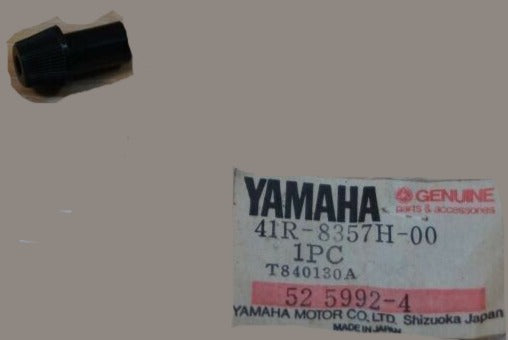 YAMAHA GENUINE
parts & accessories
41R-8357H-00
1PC
T840130A
52 5992-4
YAMAHA MOTOR CO., LTD. Shizuoka Japan
MADE IN JAPAN